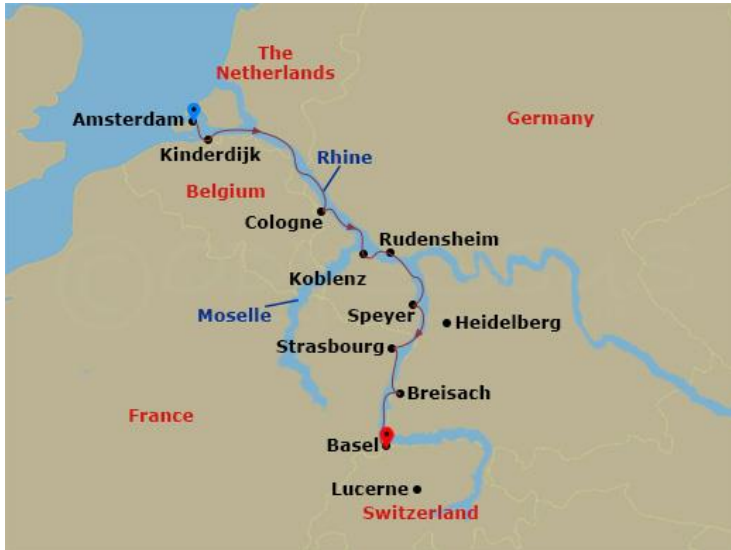 The
Netherlands
Amsterdam
Germany
Kinderdijk
Rhine
Belgium
Cologne
Rudensheim
Koblenz
Moselle
Speyer
Heidelberg
Strasbourg
Breisach
France
Basel
Lucerne
Switzerland